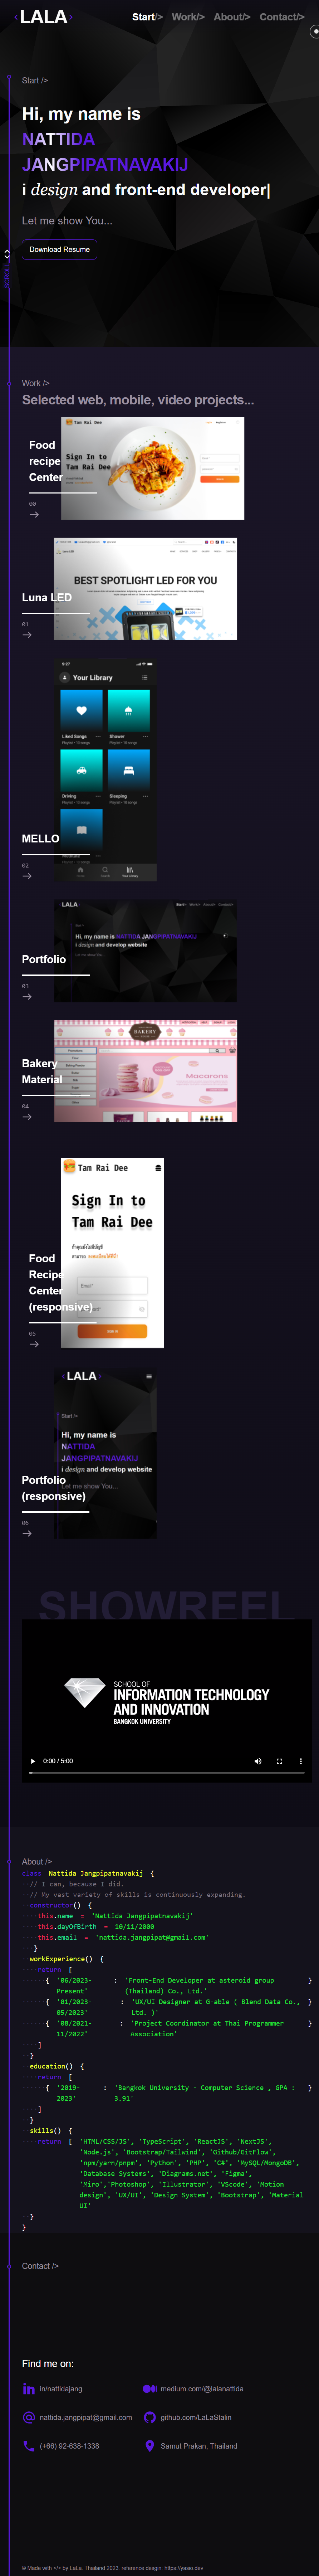 ‹ LALA ›
Start/> Work/> About/> Contact/>
Start />
Hi, my name is
NATTIDA
JANGPIPATNAVAKIJ
i design and front-end developer|
Let me show You...
Download Resume
SCROLL
Work />
Selected web, mobile, video projects...
Tam Rai Dee
Sign In to
Tam Rai Dee
Food
recipe
Center
00
BEST SPOTLIGHT LED FOR YOU
Luna LED
01
9:27
Your Library
Liked Songs
Shower
Driving
Sleeping
MELLO
02
LALA
Hi, my name is NATTIDA JANGPIPATNAVAKIJ
i design and develop website
Portfolio
03
BAKERY
Macarons
Bakery
Material
04
Tam Rai Dee
Sign In to
Tam Rai Dee
Email*
SIGN IN
Food
Recipe
Center
(responsive)
05
‹ LALA ›
Start />
Hi, my name is
NATTIDA
JANGPIPATNAVAKIJ
i design and develop website
Let me show You...
Portfolio
(responsive)
06
SHOWREEL
SCHOOL OF
INFORMATION TECHNOLOGY
AND INNOVATION
BANGKOK UNIVERSITY
0:00 / 5:00
About />
class Nattida Jangpipatnavakij {
// I can, because I did.
// My vast variety of skills is continuously expanding.
constructor() {
this.name = 'Nattida Jangpipatnavakij'
this.dayOfBirth = 10/11/2000
this.email = 'nattida.jangpat@gmail.com'
}
workExperience() {
return [
{ '06/2023- : 'Front-End Developer at asteroid group }
Present' (Thailand) Co., Ltd.'
{ '01/2023- : 'UX/UI Designer at G-able ( Blend Data Co., }
05/2023' Ltd. )'
{ '08/2021- : 'Project Coordinator at Thai Programmer }
11/2022' Association'
]
}
education() {
return [
{ '2019- : 'Bangkok University - Computer Science , GPA : }
2023' 3.91'
]
}
skills() {
return [ 'HTML/CSS/JS', 'TypeScript', 'ReactJS', 'NextJS',
'Node.js', 'Bootstrap/Tailwind', 'Github/GitFlow',
'npm/yarn/pnpm', 'Python', 'PHP', 'C#', 'MySQL/MongoDB',
'Database Systems', 'Diagrams.net', 'Figma',
'Miro','Photoshop', 'Illustrator', 'VScode', 'Motion
design', 'UX/UI', 'Design System', 'Bootstrap', 'Material
UI'
}
}
Contact />
Find me on:
in/nattidajang
medium.com/@lalanattida
nattida.jangpipat@gmail.com
github.com/LaLaStalin
(+66) 92-638-1338
Samut Prakan, Thailand
© Made with </> by LaLa. Thailand 2023. reference desgin: https://yasio.dev